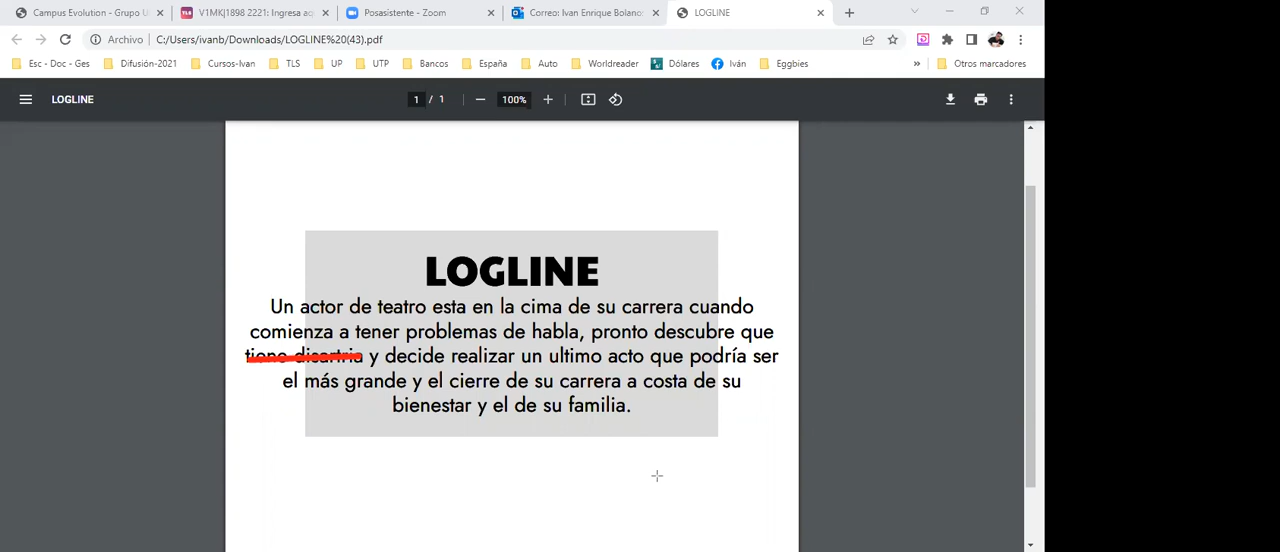 Campus Evolution - Grupo U
V1MKJ1898 2221: Ingresa aq
Posasistente - Zoom
Correo: Ivan Enrique Bolano
LOGLINE
Archivo
C:/Users/ivanb/Downloads/LOGLINE%20(43).pdf
Esc - Doc - Ges
Difusión-2021
Cursos-Ivan
TLS
UP
UTP
Bancos
España
Auto
Worldreader
Dólares
Iván
Eggbies
»
Otros marcadores
LOGLINE
1 / 1
100%
LOGLINE
Un actor de teatro esta en la cima de su carrera cuando
comienza a tener problemas de habla, pronto descubre que
tiene disartria y decide realizar un ultimo acto que podría ser
el más grande y el cierre de su carrera a costa de su
bienestar y el de su familia.